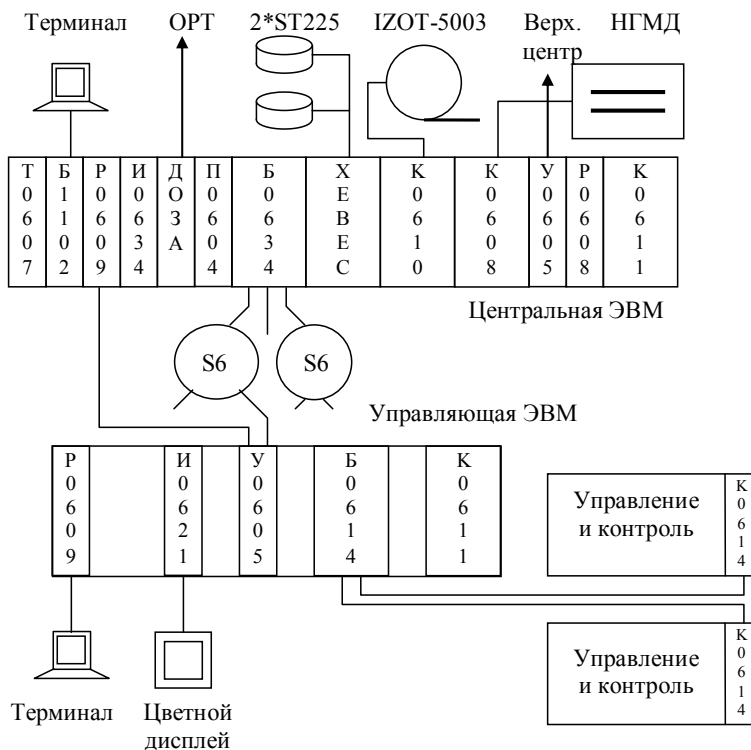 Терминал
ОРТ
2*ST225
IZOT-5003
Верх.
центр
НГМД
Т0607
Б1102
Р0609
И0634
ДОЗА
П0604
Б0634
ХЕВЕС
К0610
К0608
У0605
Р0608
К0611
Центральная ЭВМ
S6
S6
Управляющая ЭВМ
Р0609
И0621
У0605
Б0614
К0611
Управление
и контроль
К0614
Управление
и контроль
К0614
Терминал
Цветной
дисплей